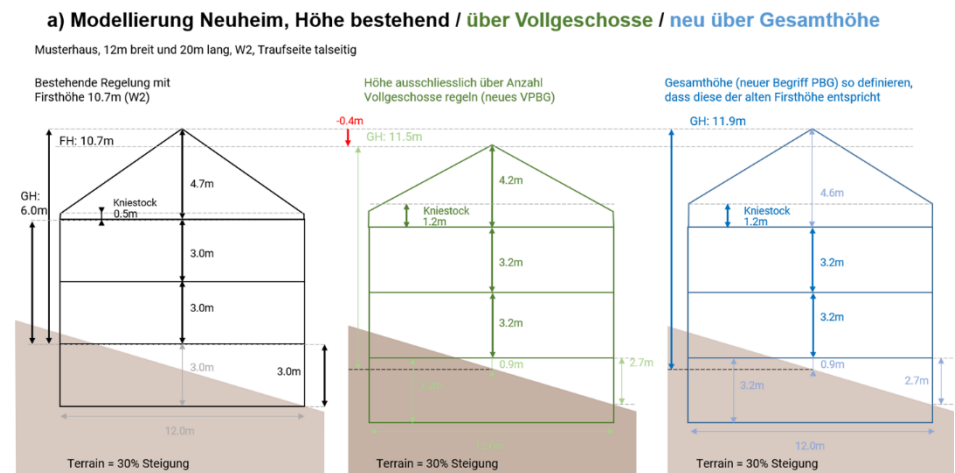 a) Modellierung Neuheim, Höhe bestehend / über Vollgeschosse / neu über Gesamthöhe
Musterhaus, 12m breit und 20m lang, W2, Traufseite talseitig
Bestehende Regelung mit
Firsthöhe 10.7m (W2)
FH: 10.7m
GH:
6.0m
4.7m
Kniestock
0.5m
3.0m
3.0m
3.0m
3.0m
12.0m
Terrain = 30% Steigung
Höhe ausschliesslich über Anzahl
Vollgeschosse regeln (neues VPBG)
-0.4m
GH: 11.5m
4.2m
Kniestock
1.2m
3.2m
3.2m
0.9m
2.7m
Terrain = 30% Steigung
Gesamthöhe (neuer Begriff PBG) so definieren,
dass diese der alten Firsthöhe entspricht
GH: 11.9m
4.6m
Kniestock
1.2m
3.2m
3.2m
0.9m
3.2m
2.7m
12.0m
Terrain = 30% Steigung